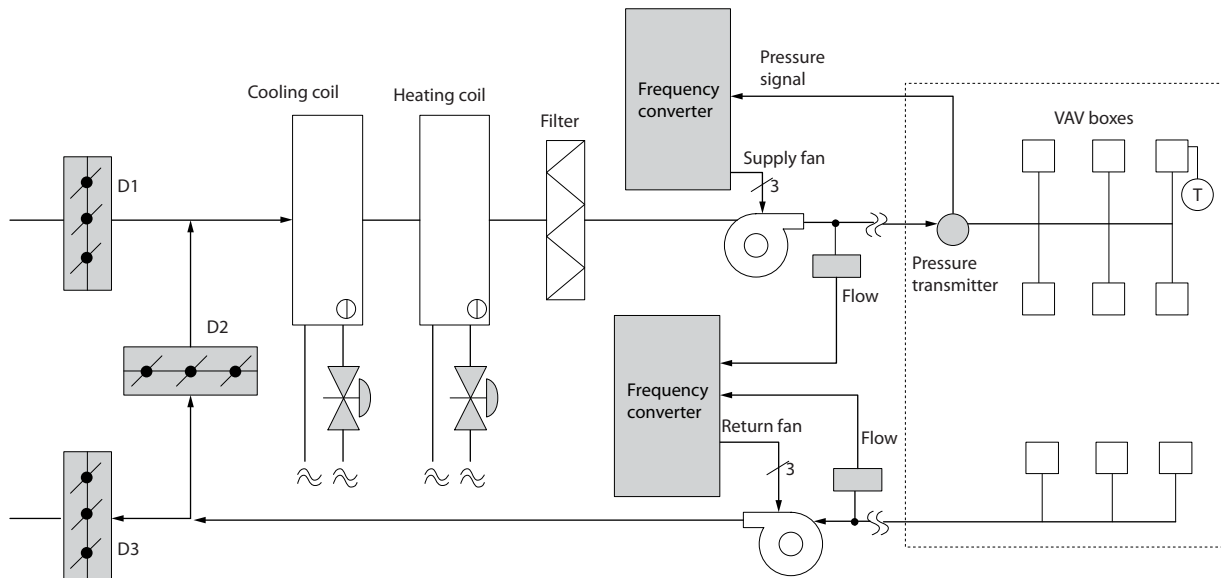 Pressure
signal
Cooling coil
Heating coil
Frequency
converter
Filter
VAV boxes
Supply fan
3
D1
T
Pressure
transmitter
Flow
D2
Frequency
converter
Return fan
Flow
3
D3